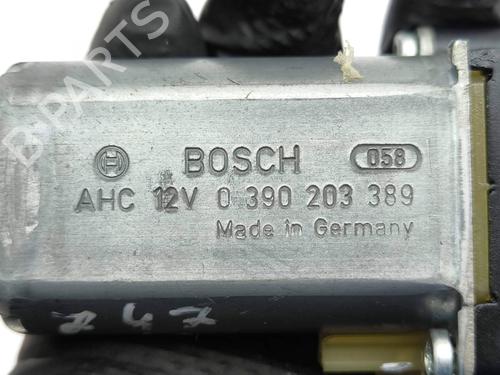 B-PARTS
BOSCH 058
AHC 12V 0 390 203 389
Made in Germany